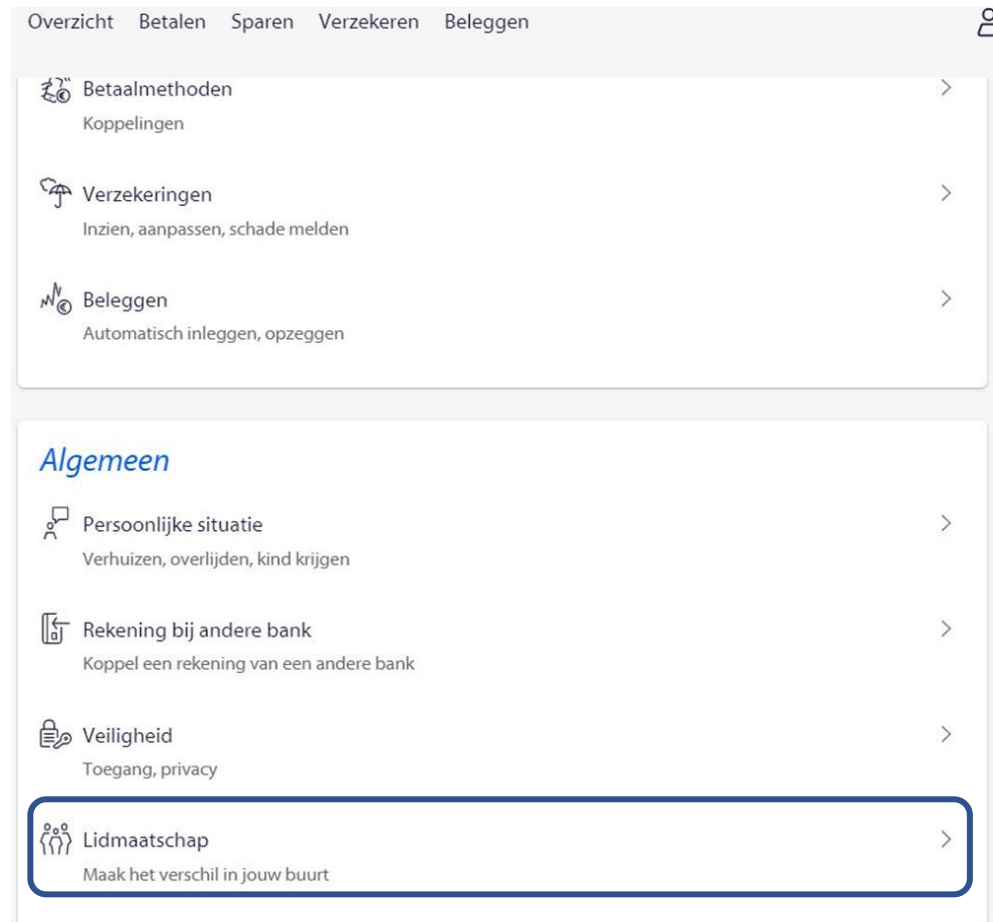 Overzicht Betalen Sparen Verzekeren Beleggen
Betaalmethoden
Koppelingen
Verzekeringen
Inzien, aanpassen, schade melden
Beleggen
Automatisch inleggen, opzeggen
Algemeen
Persoonlijke situatie
Verhuizen, overlijden, kind krijgen
Rekening bij andere bank
Koppel een rekening van een andere bank
Veiligheid
Toegang, privacy
Lidmaatschap
Maak het verschil in jouw buurt